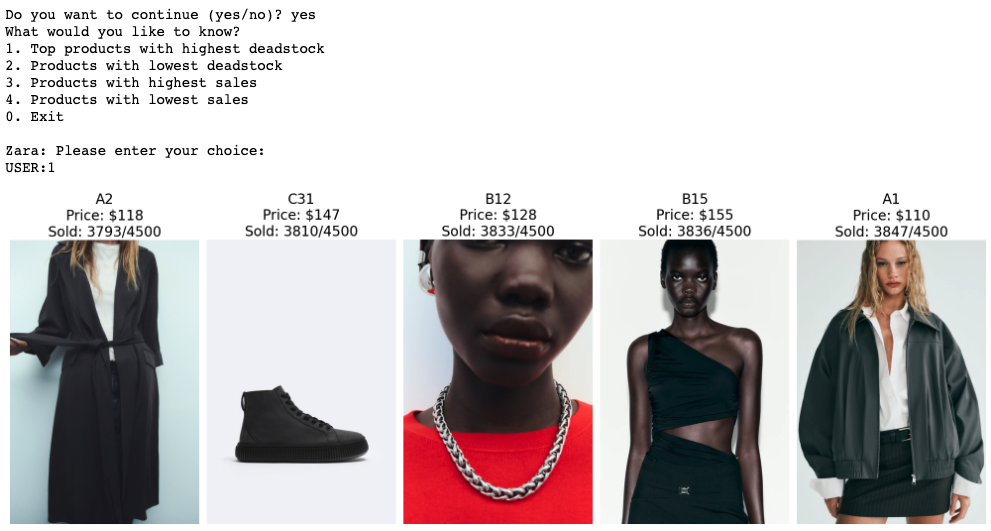 Do you want to continue (yes/no)? yes
What would you like to know?
1. Top products with highest deadstock
2. Products with lowest deadstock
3. Products with highest sales
4. Products with lowest sales
0. Exit
Zara: Please enter your choice:
USER:1
A2
Price: $118
Sold: 3793/4500
C31
Price: $147
Sold: 3810/4500
B12
Price: $128
Sold: 3833/4500
B15
Price: $155
Sold: 3836/4500
A1
Price: $110
Sold: 3847/4500